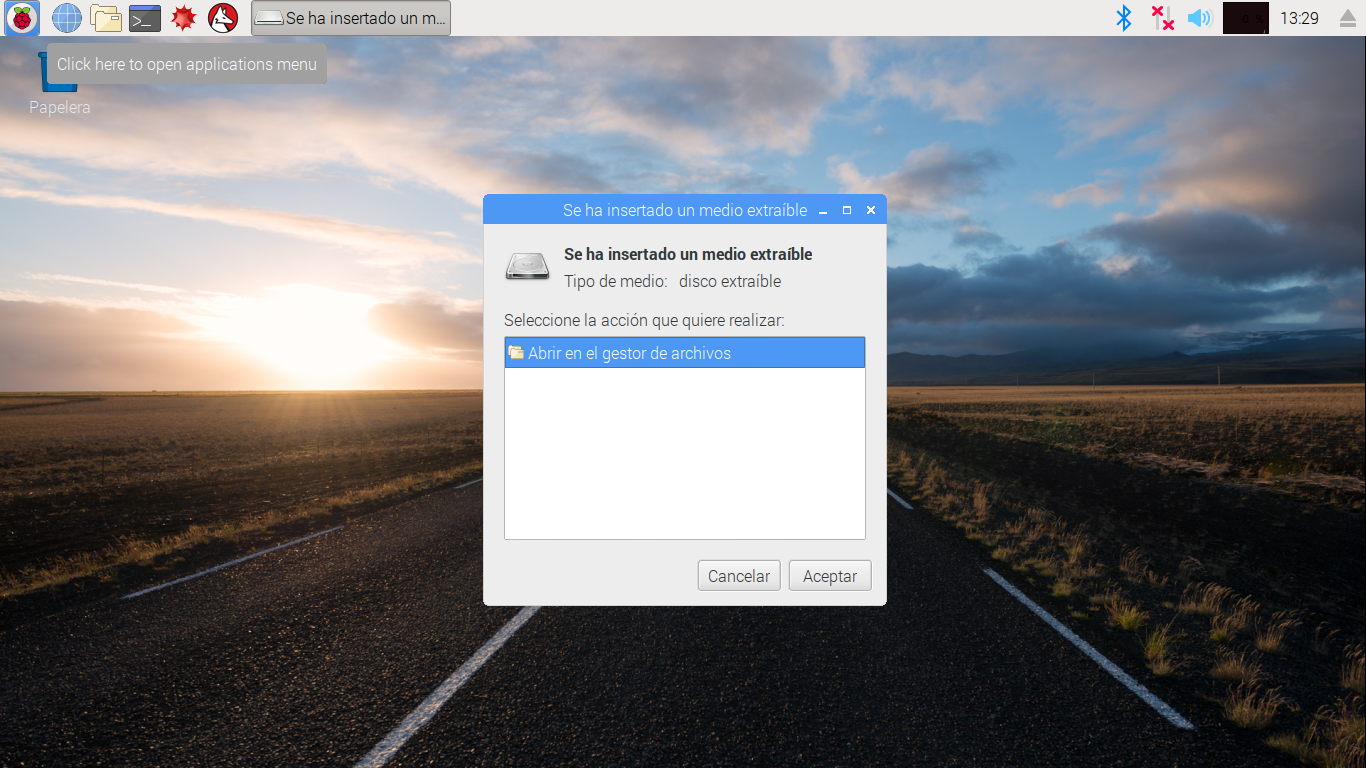 Se ha insertado un m...
13:29
Click here to open applications menu
Papelera
Se ha insertado un medio extraíble
Se ha insertado un medio extraíble
Tipo de medio: disco extraíble
Seleccione la acción que quiere realizar:
Abrir en el gestor de archivos
Cancelar
Aceptar